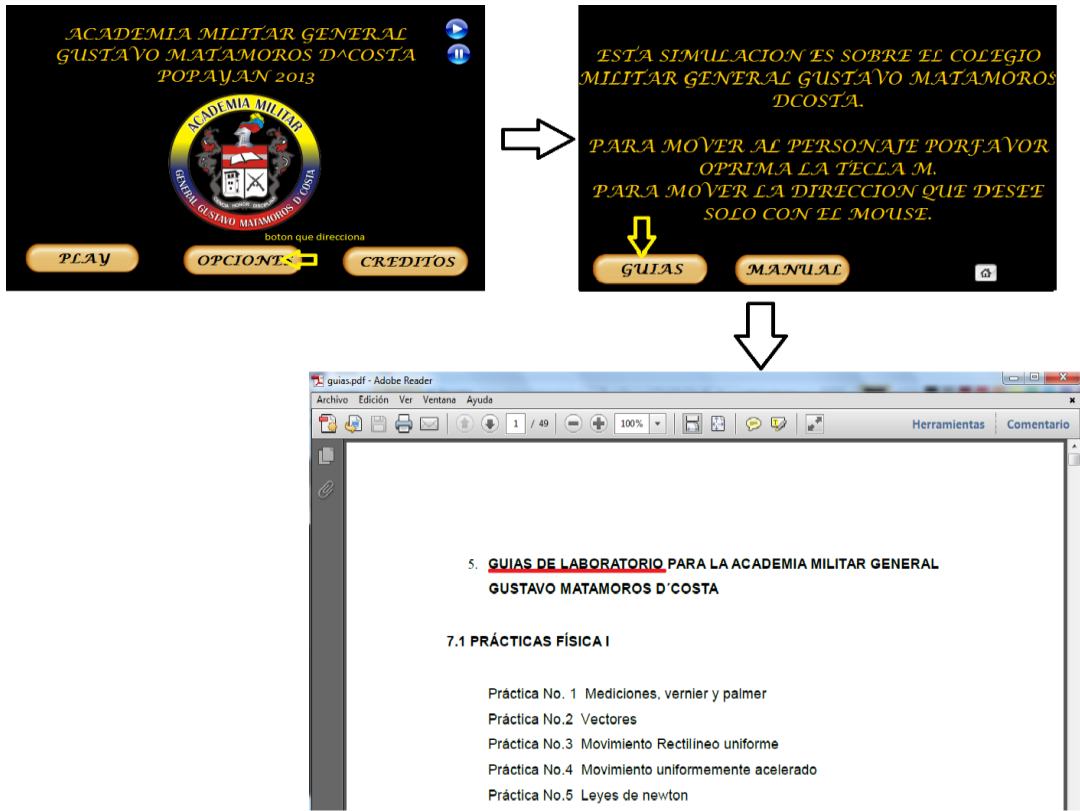 ACADEMIA MILITAR GENERAL
GUSTAVO MATAMOROS D^COSTA
POPAYAN 2013
ACADEMIA MILITAR
GENERAL GUSTAVO MATAMOROS D COSTA
CIENCIA HONOR DISCIPLINA
boton que direcciona
PLAY
OPCIONES
CREDITOS
ESTA SIMULACION ES SOBRE EL COLEGIO
MILITAR GENERAL GUSTAVO MATAMOROS
DCOSTA.
PARA MOVER AL PERSONAJE PORFAVOR
OPRIMA LA TECLA M.
PARA MOVER LA DIRECCION QUE DESEE
SOLO CON EL MOUSE.
GUIAS
MANUAL
guias.pdf - Adobe Reader
Archivo Edición Ver Ventana Ayuda
1 / 49 100% Herramientas Comentario
5. GUIAS DE LABORATORIO PARA LA ACADEMIA MILITAR GENERAL
GUSTAVO MATAMOROS D´COSTA
7.1 PRÁCTICAS FÍSICA I
Práctica No. 1 Mediciones, vernier y palmer
Práctica No.2 Vectores
Práctica No.3 Movimiento Rectilíneo uniforme
Práctica No.4 Movimiento uniformemente acelerado
Práctica No.5 Leyes de newton